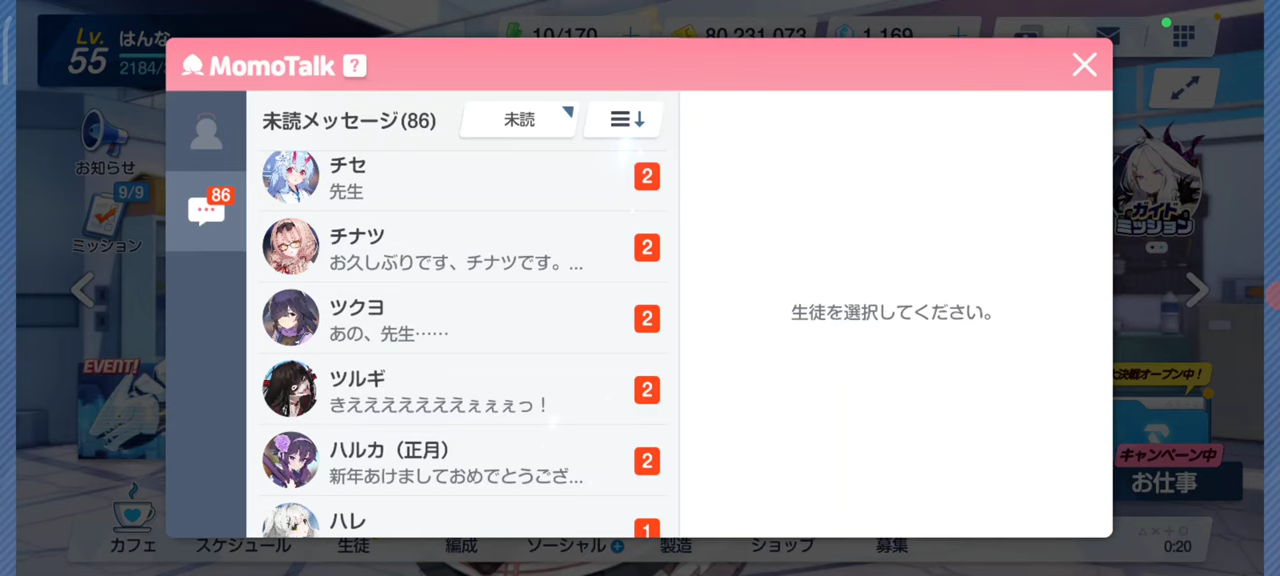 Lv.
55
はんな
2184/
10/170
80,231,073
1,169
MomoTalk ?
お知らせ
9/9
ミッション
86
未読メッセージ(86)
未読
チセ
先生
2
チナツ
お久しぶりです、チナツです。...
2
ツクヨ
あの、先生……
2
ツルギ
きえええええええぇぇぇっ！
2
ハルカ（正月）
新年あけましておめでとうござ...
2
ハレ
1
生徒を選択してください。
ガイド
ミッション
EVENT!
大決戦オープン中！
キャンペーン中
お仕事
カフェ
スケジュール
生徒
編成
ソーシャル
製造
ショップ
募集
0:20